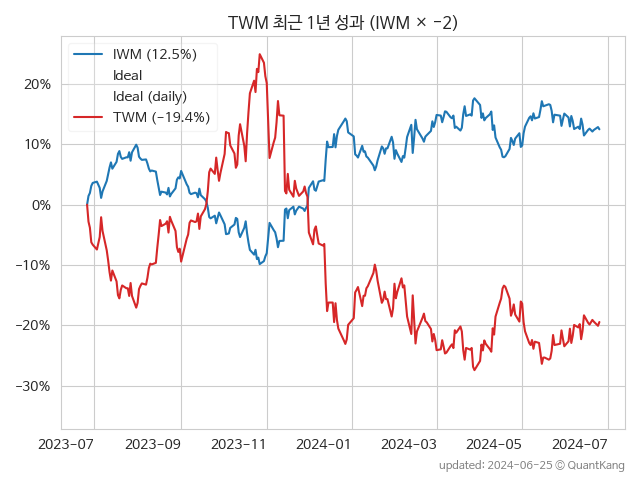 TWM 최근 1년 성과 (IWM × −2)
IWM (12.5%)
Ideal
Ideal (daily)
TWM (−19.4%)
20%
10%
0%
−10%
−20%
−30%
2023-07 2023-09 2023-11 2024-01 2024-03 2024-05 2024-07
updated: 2024-06-25 © QuantKang